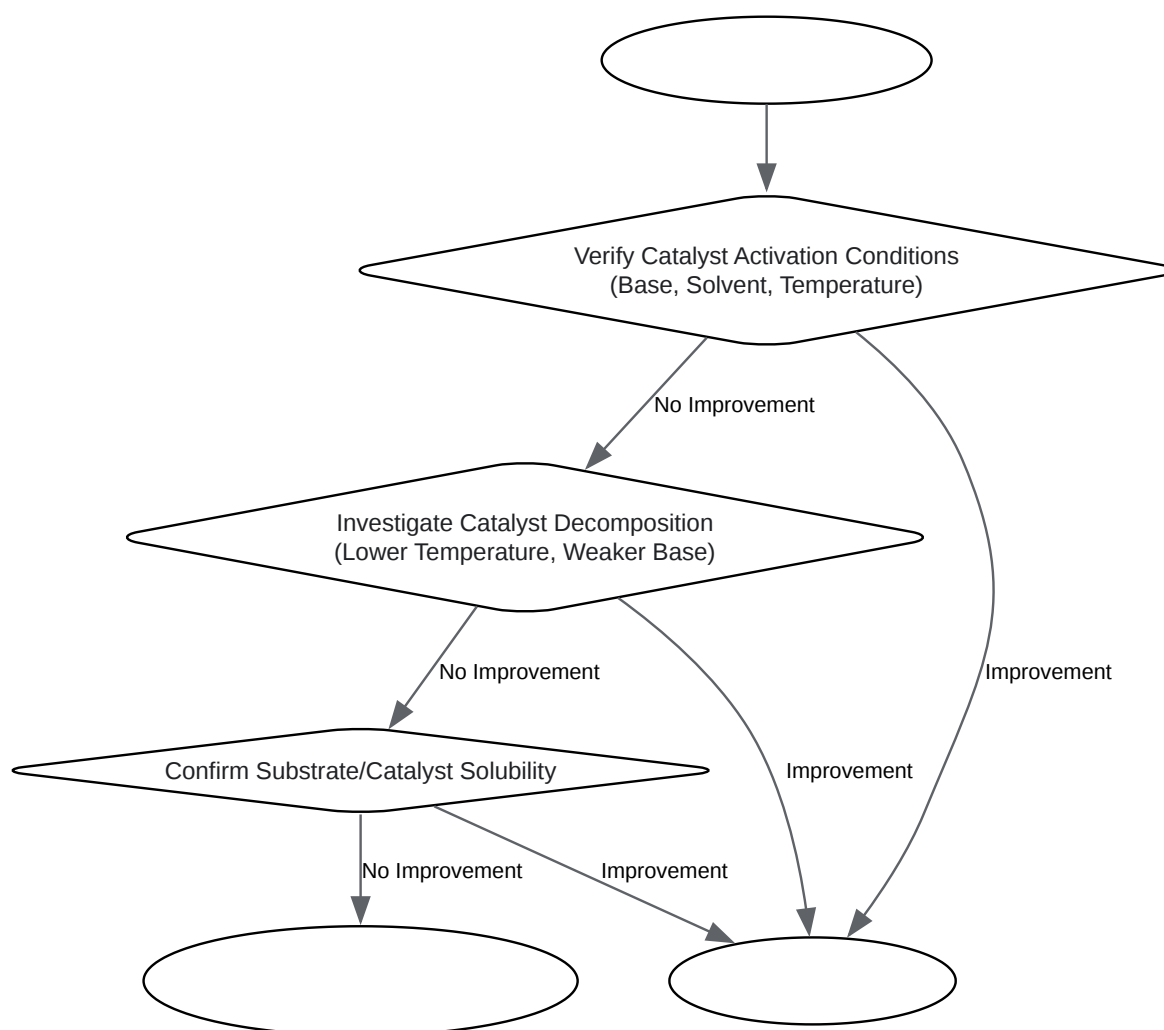 Verify Catalyst Activation Conditions
(Base, Solvent, Temperature)
No Improvement
Investigate Catalyst Decomposition
(Lower Temperature, Weaker Base)
No Improvement
Improvement
Confirm Substrate/Catalyst Solubility
Improvement
No Improvement
Improvement